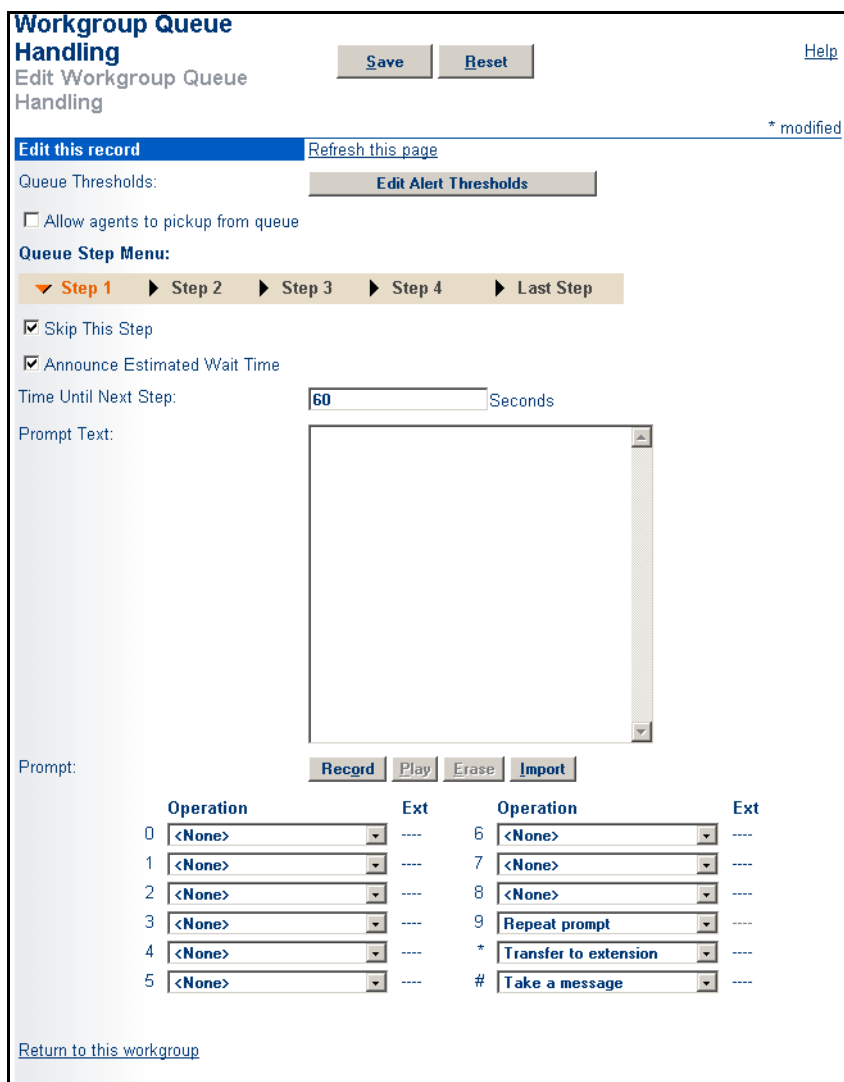 Workgroup Queue
Handling
Edit Workgroup Queue
Handling
Save Reset Help
* modified
Edit this record Refresh this page
Queue Thresholds: Edit Alert Thresholds
Allow agents to pickup from queue
Queue Step Menu:
Step 1 Step 2 Step 3 Step 4 Last Step
Skip This Step
Announce Estimated Wait Time
Time Until Next Step: 60 Seconds
Prompt Text:
Prompt: Record Play Erase Import
Operation Ext Operation Ext
0 <None> ---- 6 <None> ----
1 <None> ---- 7 <None> ----
2 <None> ---- 8 <None> ----
3 <None> ---- 9 Repeat prompt ----
4 <None> ---- * Transfer to extension ----
5 <None> ---- # Take a message ----
Return to this workgroup